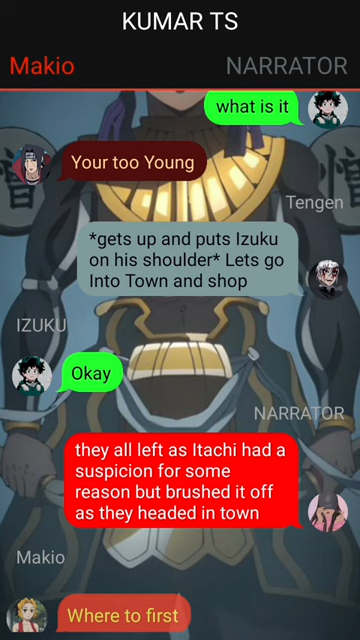 KUMAR TS
Makio
NARRATOR
what is it
Your too Young
Tengen
*gets up and puts Izuku
on his shoulder* Lets go
Into Town and shop
IZUKU
Okay
NARRATOR
they all left as Itachi had a
suspicion for some
reason but brushed it off
as they headed in town
Makio
Where to first